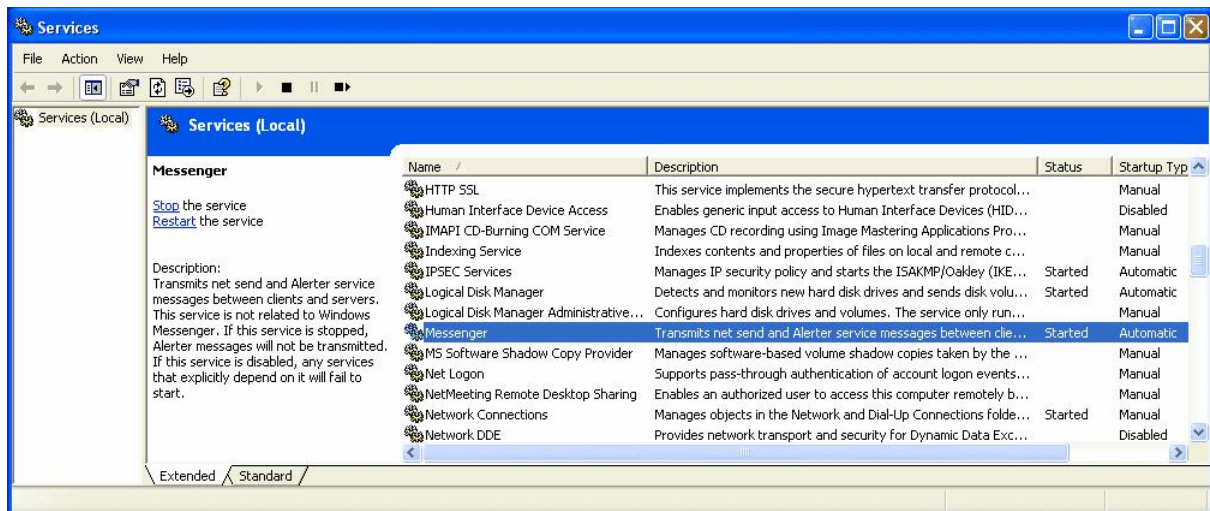 Services
File Action View Help
Services (Local)
Services (Local)
Messenger
Stop the service
Restart the service
Description:
Transmits net send and Alerter service
messages between clients and servers.
This service is not related to Windows
Messenger. If this service is stopped,
Alerter messages will not be transmitted.
If this service is disabled, any services
that explicitly depend on it will fail to
start.
Name Description Status Startup Typ
HTTP SSL This service implements the secure hypertext transfer protocol... Manual
Human Interface Device Access Enables generic input access to Human Interface Devices (HID... Disabled
IMAPI CD-Burning COM Service Manages CD recording using Image Mastering Applications Pro... Manual
Indexing Service Indexes contents and properties of files on local and remote c... Manual
IPSEC Services Manages IP security policy and starts the ISAKMP/Oakley (IKE... Started Automatic
Logical Disk Manager Detects and monitors new hard disk drives and sends disk volu... Started Automatic
Logical Disk Manager Administrative... Configures hard disk drives and volumes. The service only run... Manual
Messenger Transmits net send and Alerter service messages between clie... Started Automatic
MS Software Shadow Copy Provider Manages software-based volume shadow copies taken by the ... Manual
Net Logon Supports pass-through authentication of account logon events... Manual
NetMeeting Remote Desktop Sharing Enables an authorized user to access this computer remotely b... Manual
Network Connections Manages objects in the Network and Dial-Up Connections folde... Started Manual
Network DDE Provides network transport and security for Dynamic Data Exc... Disabled
Extended Standard